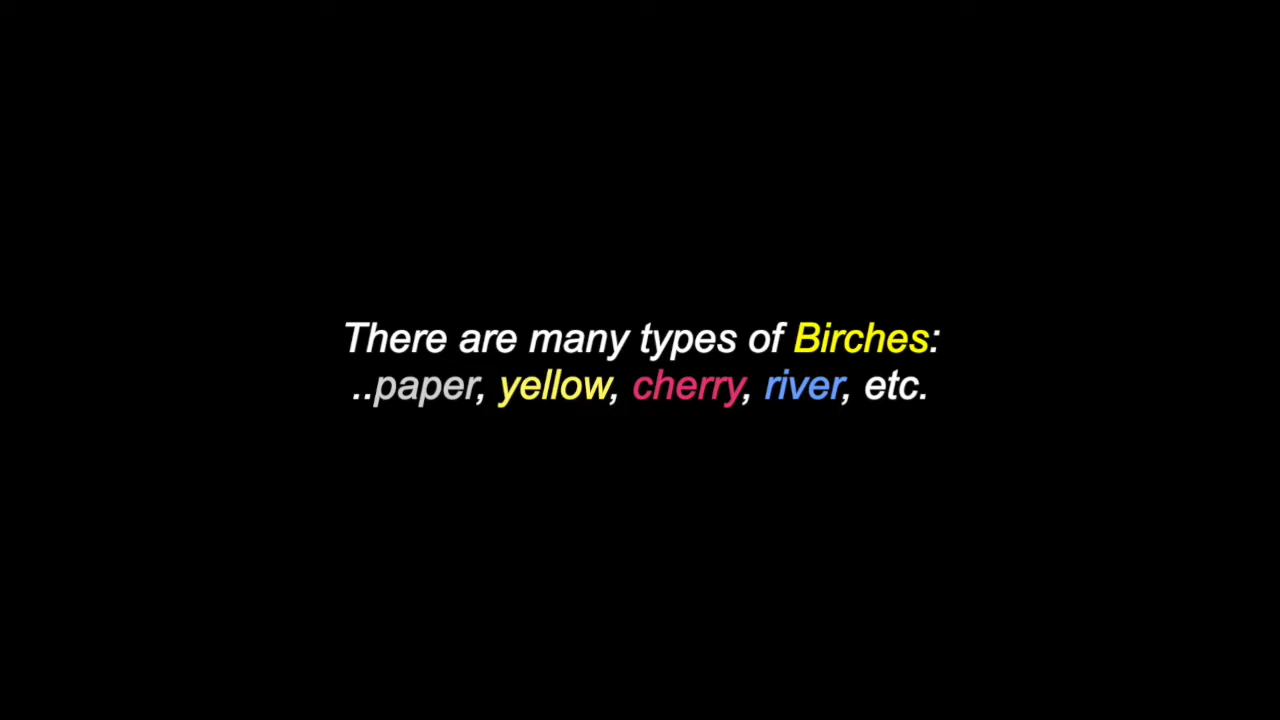 There are many types of Birches:
..paper, yellow, cherry, river, etc.